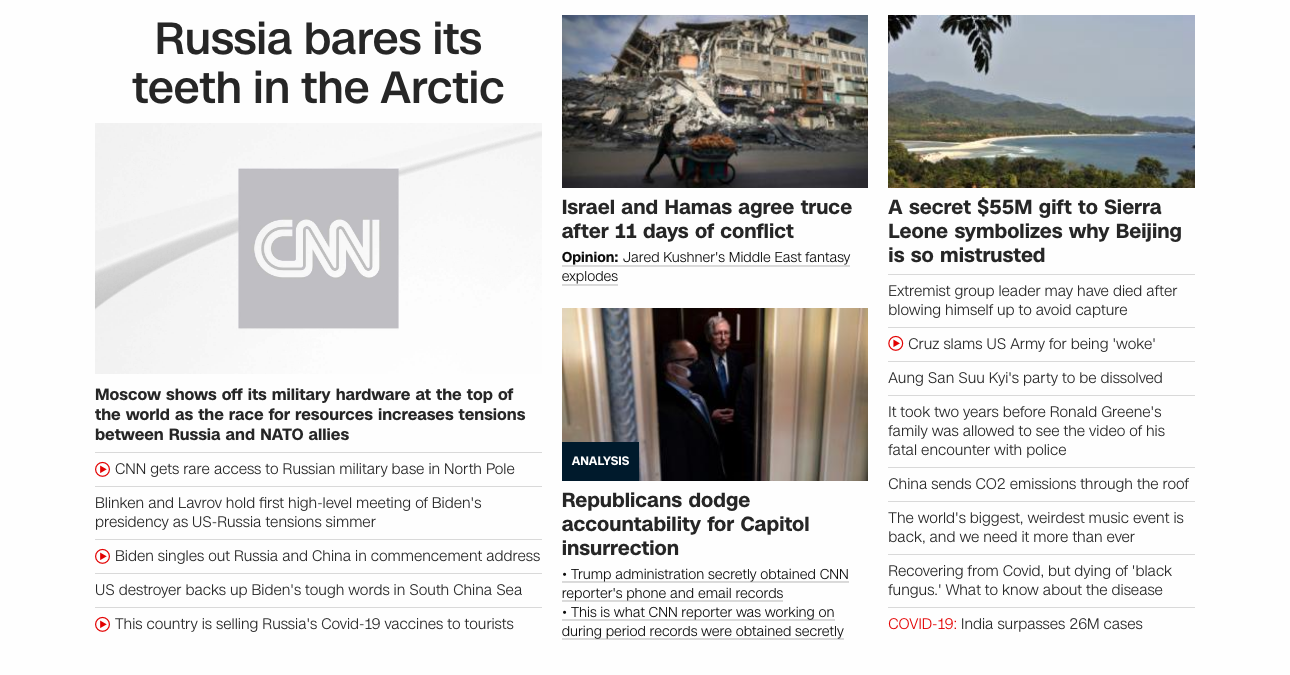 Russia bares its
teeth in the Arctic
CNN
Moscow shows off its military hardware at the top of
the world as the race for resources increases tensions
between Russia and NATO allies
CNN gets rare access to Russian military base in North Pole
Blinken and Lavrov hold first high-level meeting of Biden's
presidency as US-Russia tensions simmer
Biden singles out Russia and China in commencement address
US destroyer backs up Biden's tough words in South China Sea
This country is selling Russia's Covid-19 vaccines to tourists
Israel and Hamas agree truce
after 11 days of conflict
Opinion: Jared Kushner's Middle East fantasy
explodes
ANALYSIS
Republicans dodge
accountability for Capitol
insurrection
• Trump administration secretly obtained CNN
reporter's phone and email records
• This is what CNN reporter was working on
during period records were obtained secretly
A secret $55M gift to Sierra
Leone symbolizes why Beijing
is so mistrusted
Extremist group leader may have died after
blowing himself up to avoid capture
Cruz slams US Army for being 'woke'
Aung San Suu Kyi's party to be dissolved
It took two years before Ronald Greene's
family was allowed to see the video of his
fatal encounter with police
China sends CO2 emissions through the roof
The world's biggest, weirdest music event is
back, and we need it more than ever
Recovering from Covid, but dying of 'black
fungus.' What to know about the disease
COVID-19: India surpasses 26M cases